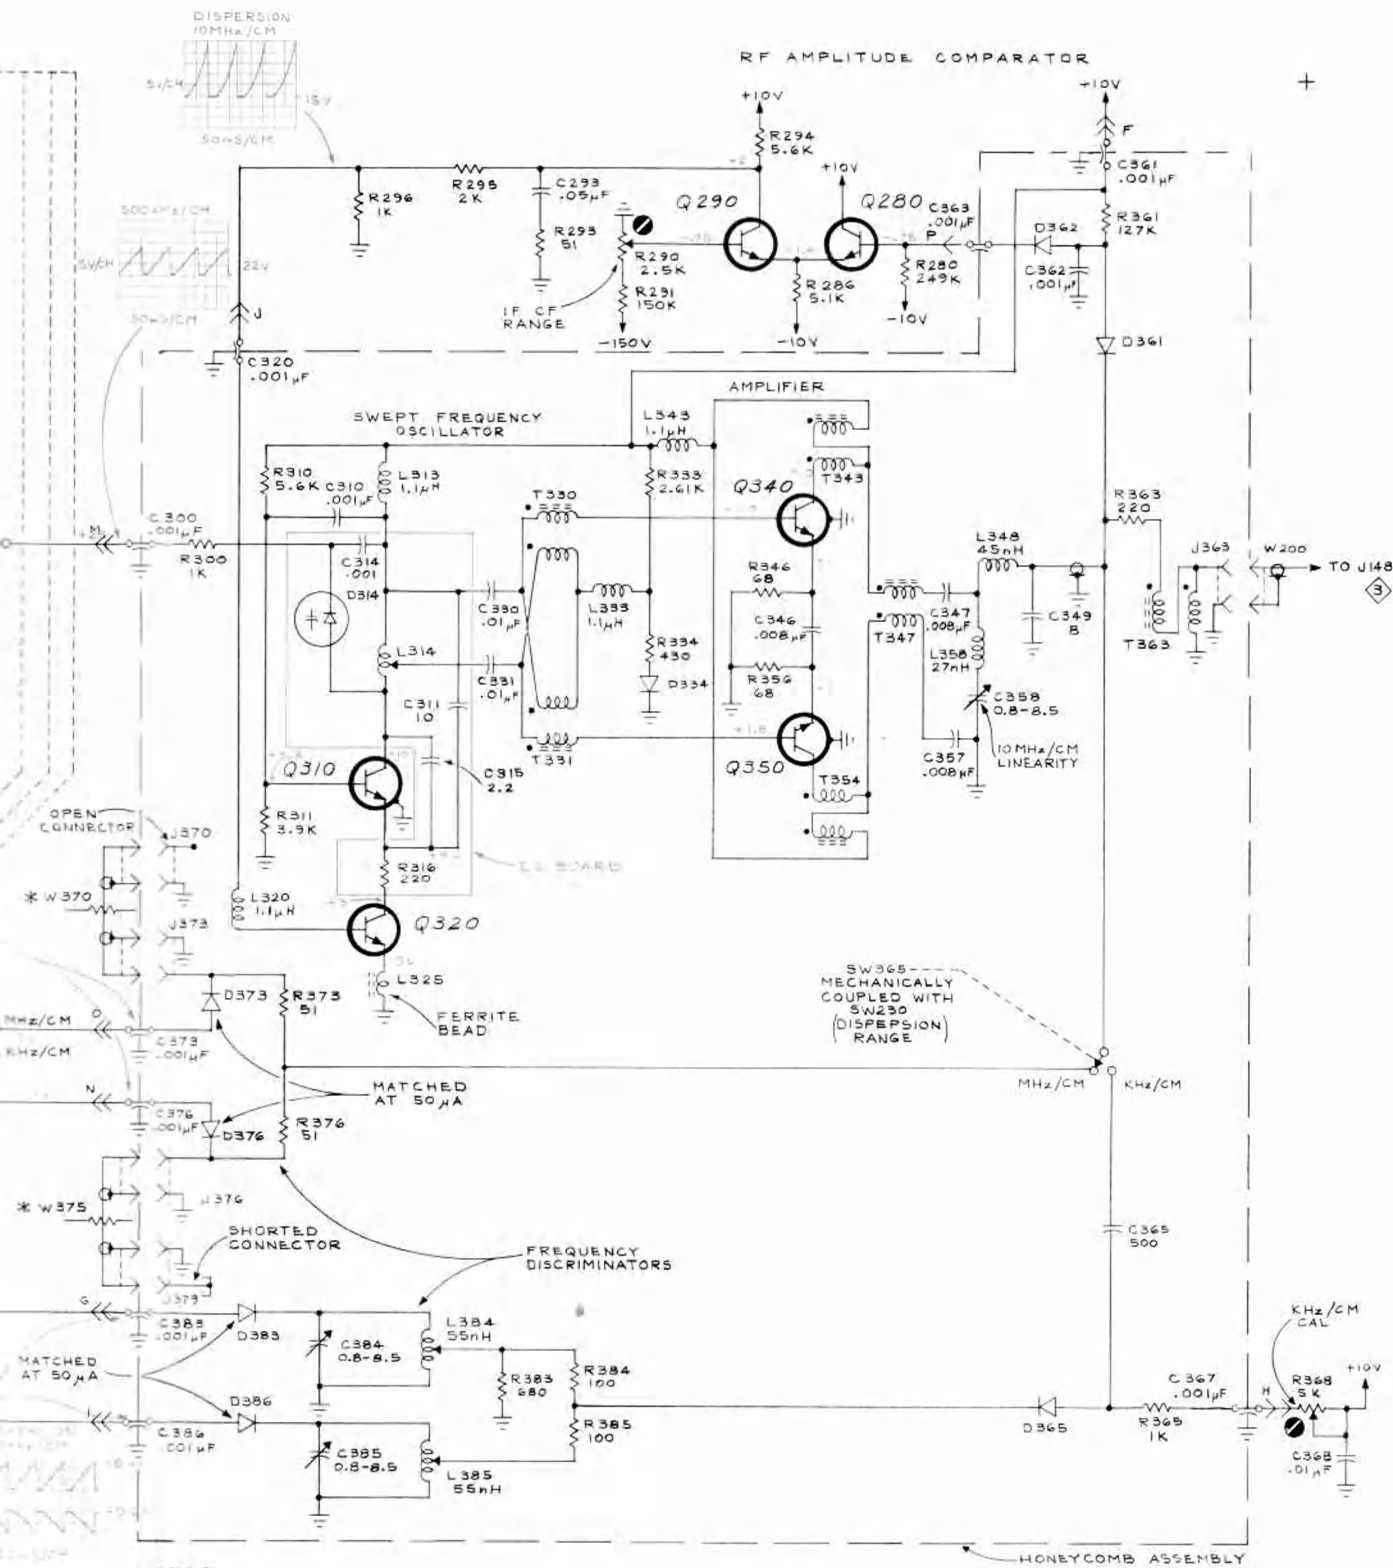 DISPERSION
10MHz/CM
5V/CM
-15V
50mS/CM
RF AMPLITUDE COMPARATOR
+10V
R294
5.6K
+10V
F
C361
.001µF
R361
127K
R296
1K
R295
2K
C293
.05µF
R293
51
Q290
+10V
Q280
C363
.001µF
P
D362
C362
.001µF
R290
2.5K
R291
150K
-150V
IF CF
RANGE
R286
5.1K
-10V
R280
249K
-10V
D361
500KHz/CM
5V/CM
22V
50mS/CM
J
C320
.001µF
SWEPT FREQUENCY
OSCILLATOR
AMPLIFIER
L343
1.1µH
R310
5.6K
C310
.001µF
L313
1.1µH
T330
R333
2.61K
Q340
T343
M
C300
.001µF
R300
1K
C314
.001
D314
C330
.01µF
L333
1.1µH
R346
68
C346
.008µF
L348
45nH
R363
220
J363
W200
TO J148
3
L314
C331
.01µF
R334
430
D334
R356
68
T347
C347
.008µF
L358
27nH
C349
8
T363
C311
10
C358
0.8-8.5
10MHz/CM
LINEARITY
C357
.008µF
Q310
C315
2.2
T331
+1.8
Q350
T354
R311
3.9K
OPEN
CONNECTOR
J370
R316
220
* W370
L320
1.1µH
Q320
J373
L325
FERRITE
BEAD
D373
R373
51
MHz/CM
O
KHz/CM
C373
.001µF
SW365
MECHANICALLY
COUPLED WITH
SW230
(DISPERSION
RANGE)
MHz/CM
KHz/CM
MATCHED
AT 50µA
N
C376
.001µF
D376
R376
51
* W375
J376
SHORTED
CONNECTOR
FREQUENCY
DISCRIMINATORS
C365
500
G
J379
C383
.001µF
D383
C384
0.8-8.5
L384
55nH
R383
680
R384
100
KHz/CM
CAL
MATCHED
AT 50µA
D386
I
C386
.001µF
C385
0.8-8.5
L385
55nH
R385
100
D365
C367
.001µF
R365
1K
H
R368
5K
+10V
C368
.01µF
HONEYCOMB ASSEMBLY